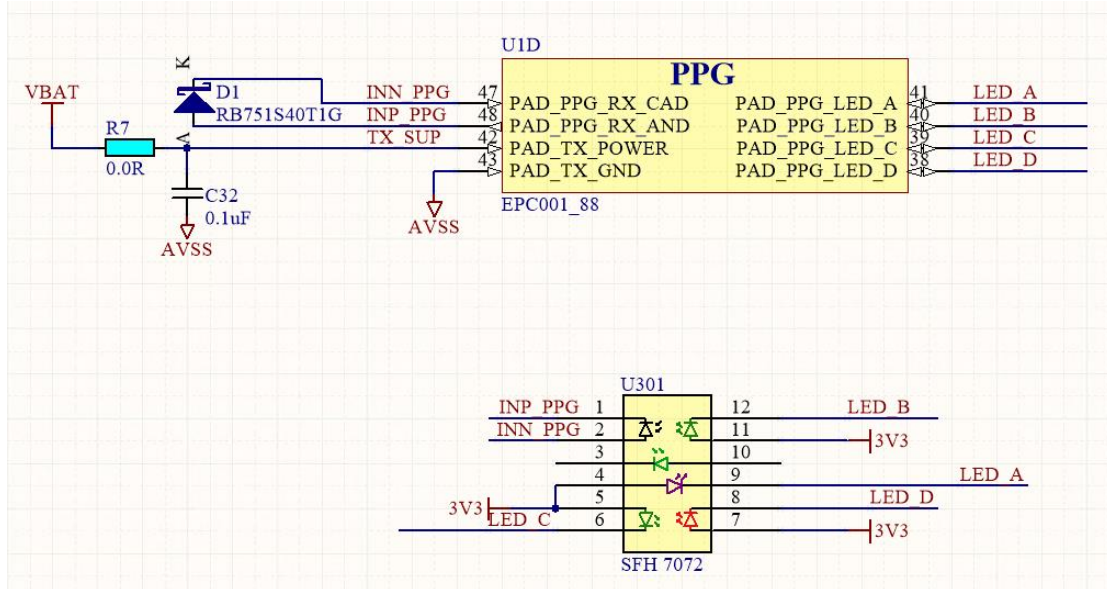 U1D
PPG
K
VBAT
D1
RB751S40T1G
A
R7
0.0R
C32
0.1uF
AVSS
INN_PPG 47 PAD_PPG_RX_CAD PAD_PPG_LED_A 41 LED_A
INP_PPG 48 PAD_PPG_RX_AND PAD_PPG_LED_B 40 LED_B
TX_SUP 42 PAD_TX_POWER PAD_PPG_LED_C 39 LED_C
43 PAD_TX_GND PAD_PPG_LED_D 38 LED_D
EPC001_88
AVSS
U301
INP_PPG 1 12 LED_B
INN_PPG 2 11 3V3
3 10
4 9 LED_A
3V3 5 8 LED_D
LED_C 6 7 3V3
SFH 7072